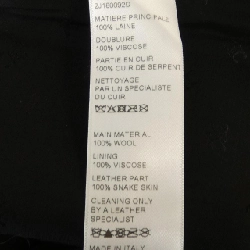 MATIERE PRINCIPALE
100% LAINE
DOUBLURE
100% VISCOSE
PARTIE EN CUIR
100% CUIR DE SERPENT
NETTOYAGE
PAR UN SPECIALISTE
DU CUIR
MAIN MATERIAL
100% WOOL
LINING
100% VISCOSE
LEATHER PART
100% SNAKE SKIN
CLEANING ONLY
BY A LEATHER
SPECIALIST
MADE IN ITALY